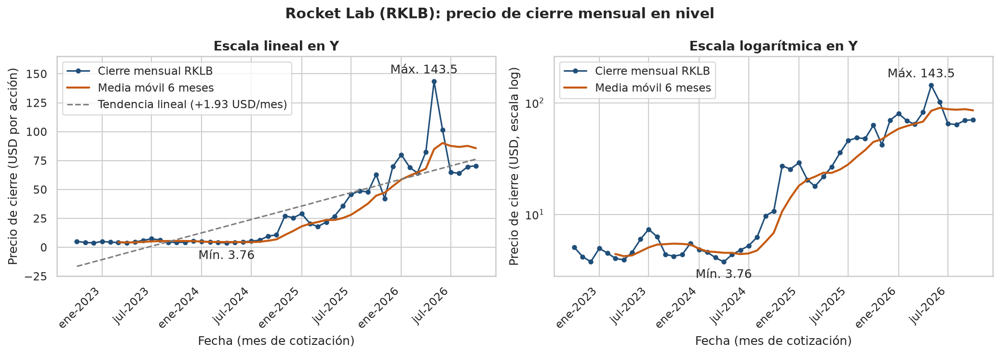 Rocket Lab (RKLB): precio de cierre mensual en nivel
Escala lineal en Y
Precio de cierre (USD por acción)
150
125
100
75
50
25
0
−25
Cierre mensual RKLB
Media móvil 6 meses
Tendencia lineal (+1.93 USD/mes)
Máx. 143.5
Mín. 3.76
ene-2023
jul-2023
ene-2024
jul-2024
ene-2025
jul-2025
ene-2026
jul-2026
Fecha (mes de cotización)
Escala logarítmica en Y
Precio de cierre (USD, escala log)
10²
10¹
Cierre mensual RKLB
Media móvil 6 meses
Máx. 143.5
Mín. 3.76
ene-2023
jul-2023
ene-2024
jul-2024
ene-2025
jul-2025
ene-2026
jul-2026
Fecha (mes de cotización)